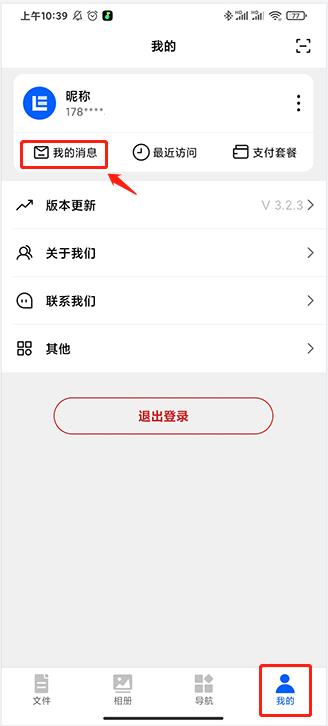 上午10:39
HD HD 77
我的
昵称
178****
我的消息 最近访问 支付套餐
版本更新 V 3.2.3
关于我们
联系我们
其他
退出登录
文件 相册 导航 我的